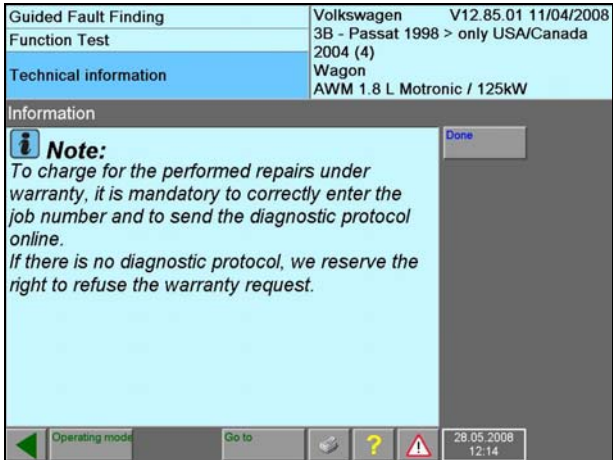 Guided Fault Finding
Function Test
Technical information
Volkswagen V12.85.01 11/04/2008
3B - Passat 1998 > only USA/Canada
2004 (4)
Wagon
AWM 1.8 L Motronic / 125kW
Information
Note:
To charge for the performed repairs under
warranty, it is mandatory to correctly enter the
job number and to send the diagnostic protocol
online.
If there is no diagnostic protocol, we reserve the
right to refuse the warranty request.
Done
Operating mode
Go to
?
28.05.2008
12:14